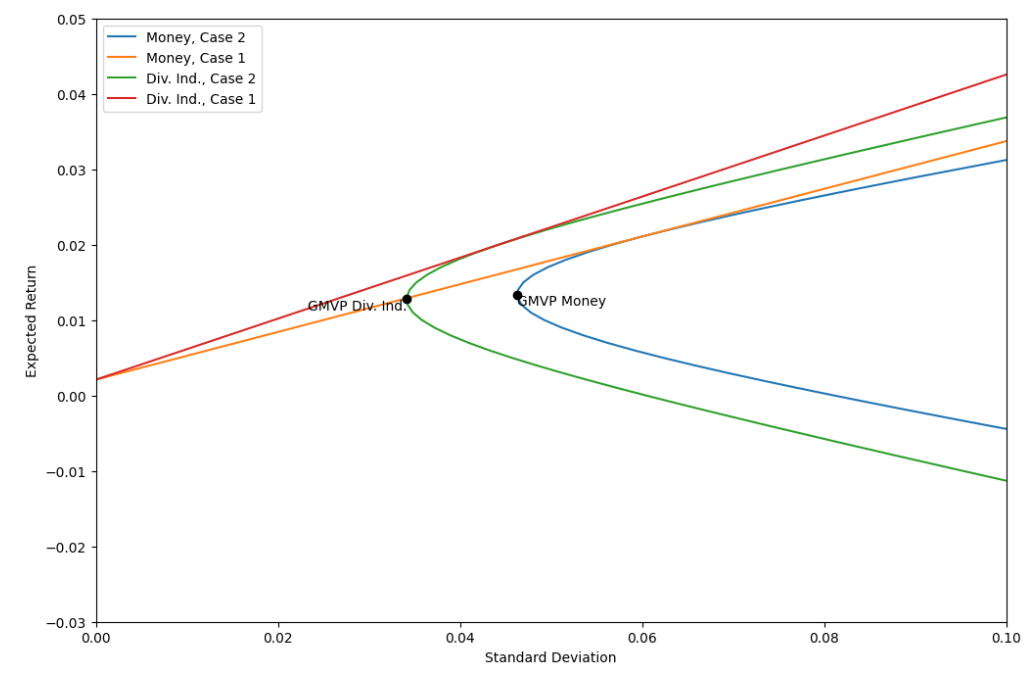 0.05
0.04
0.03
0.02
0.01
0.00
−0.01
−0.02
−0.03
Expected Return
Money, Case 2
Money, Case 1
Div. Ind., Case 2
Div. Ind., Case 1
GMVP Div. Ind.
GMVP Money
0.00
0.02
0.04
0.06
0.08
0.10
Standard Deviation